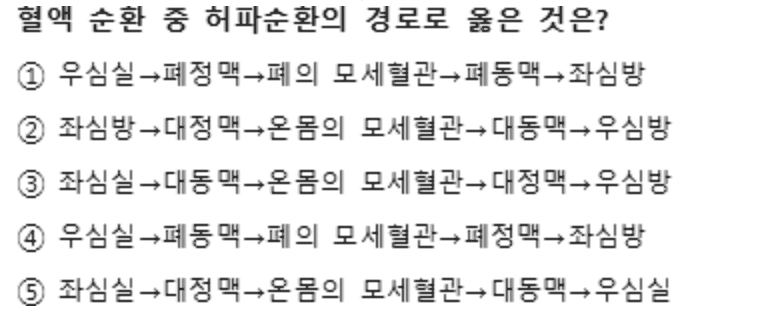 혈액 순환 중 허파순환의 경로로 옳은 것은?
① 우심실→폐정맥→폐의 모세혈관→폐동맥→좌심방
② 좌심방→대정맥→온몸의 모세혈관→대동맥→우심방
③ 좌심실→대동맥→온몸의 모세혈관→대정맥→우심방
④ 우심실→폐동맥→폐의 모세혈관→폐정맥→좌심방
⑤ 좌심실→대정맥→온몸의 모세혈관→대동맥→우심실